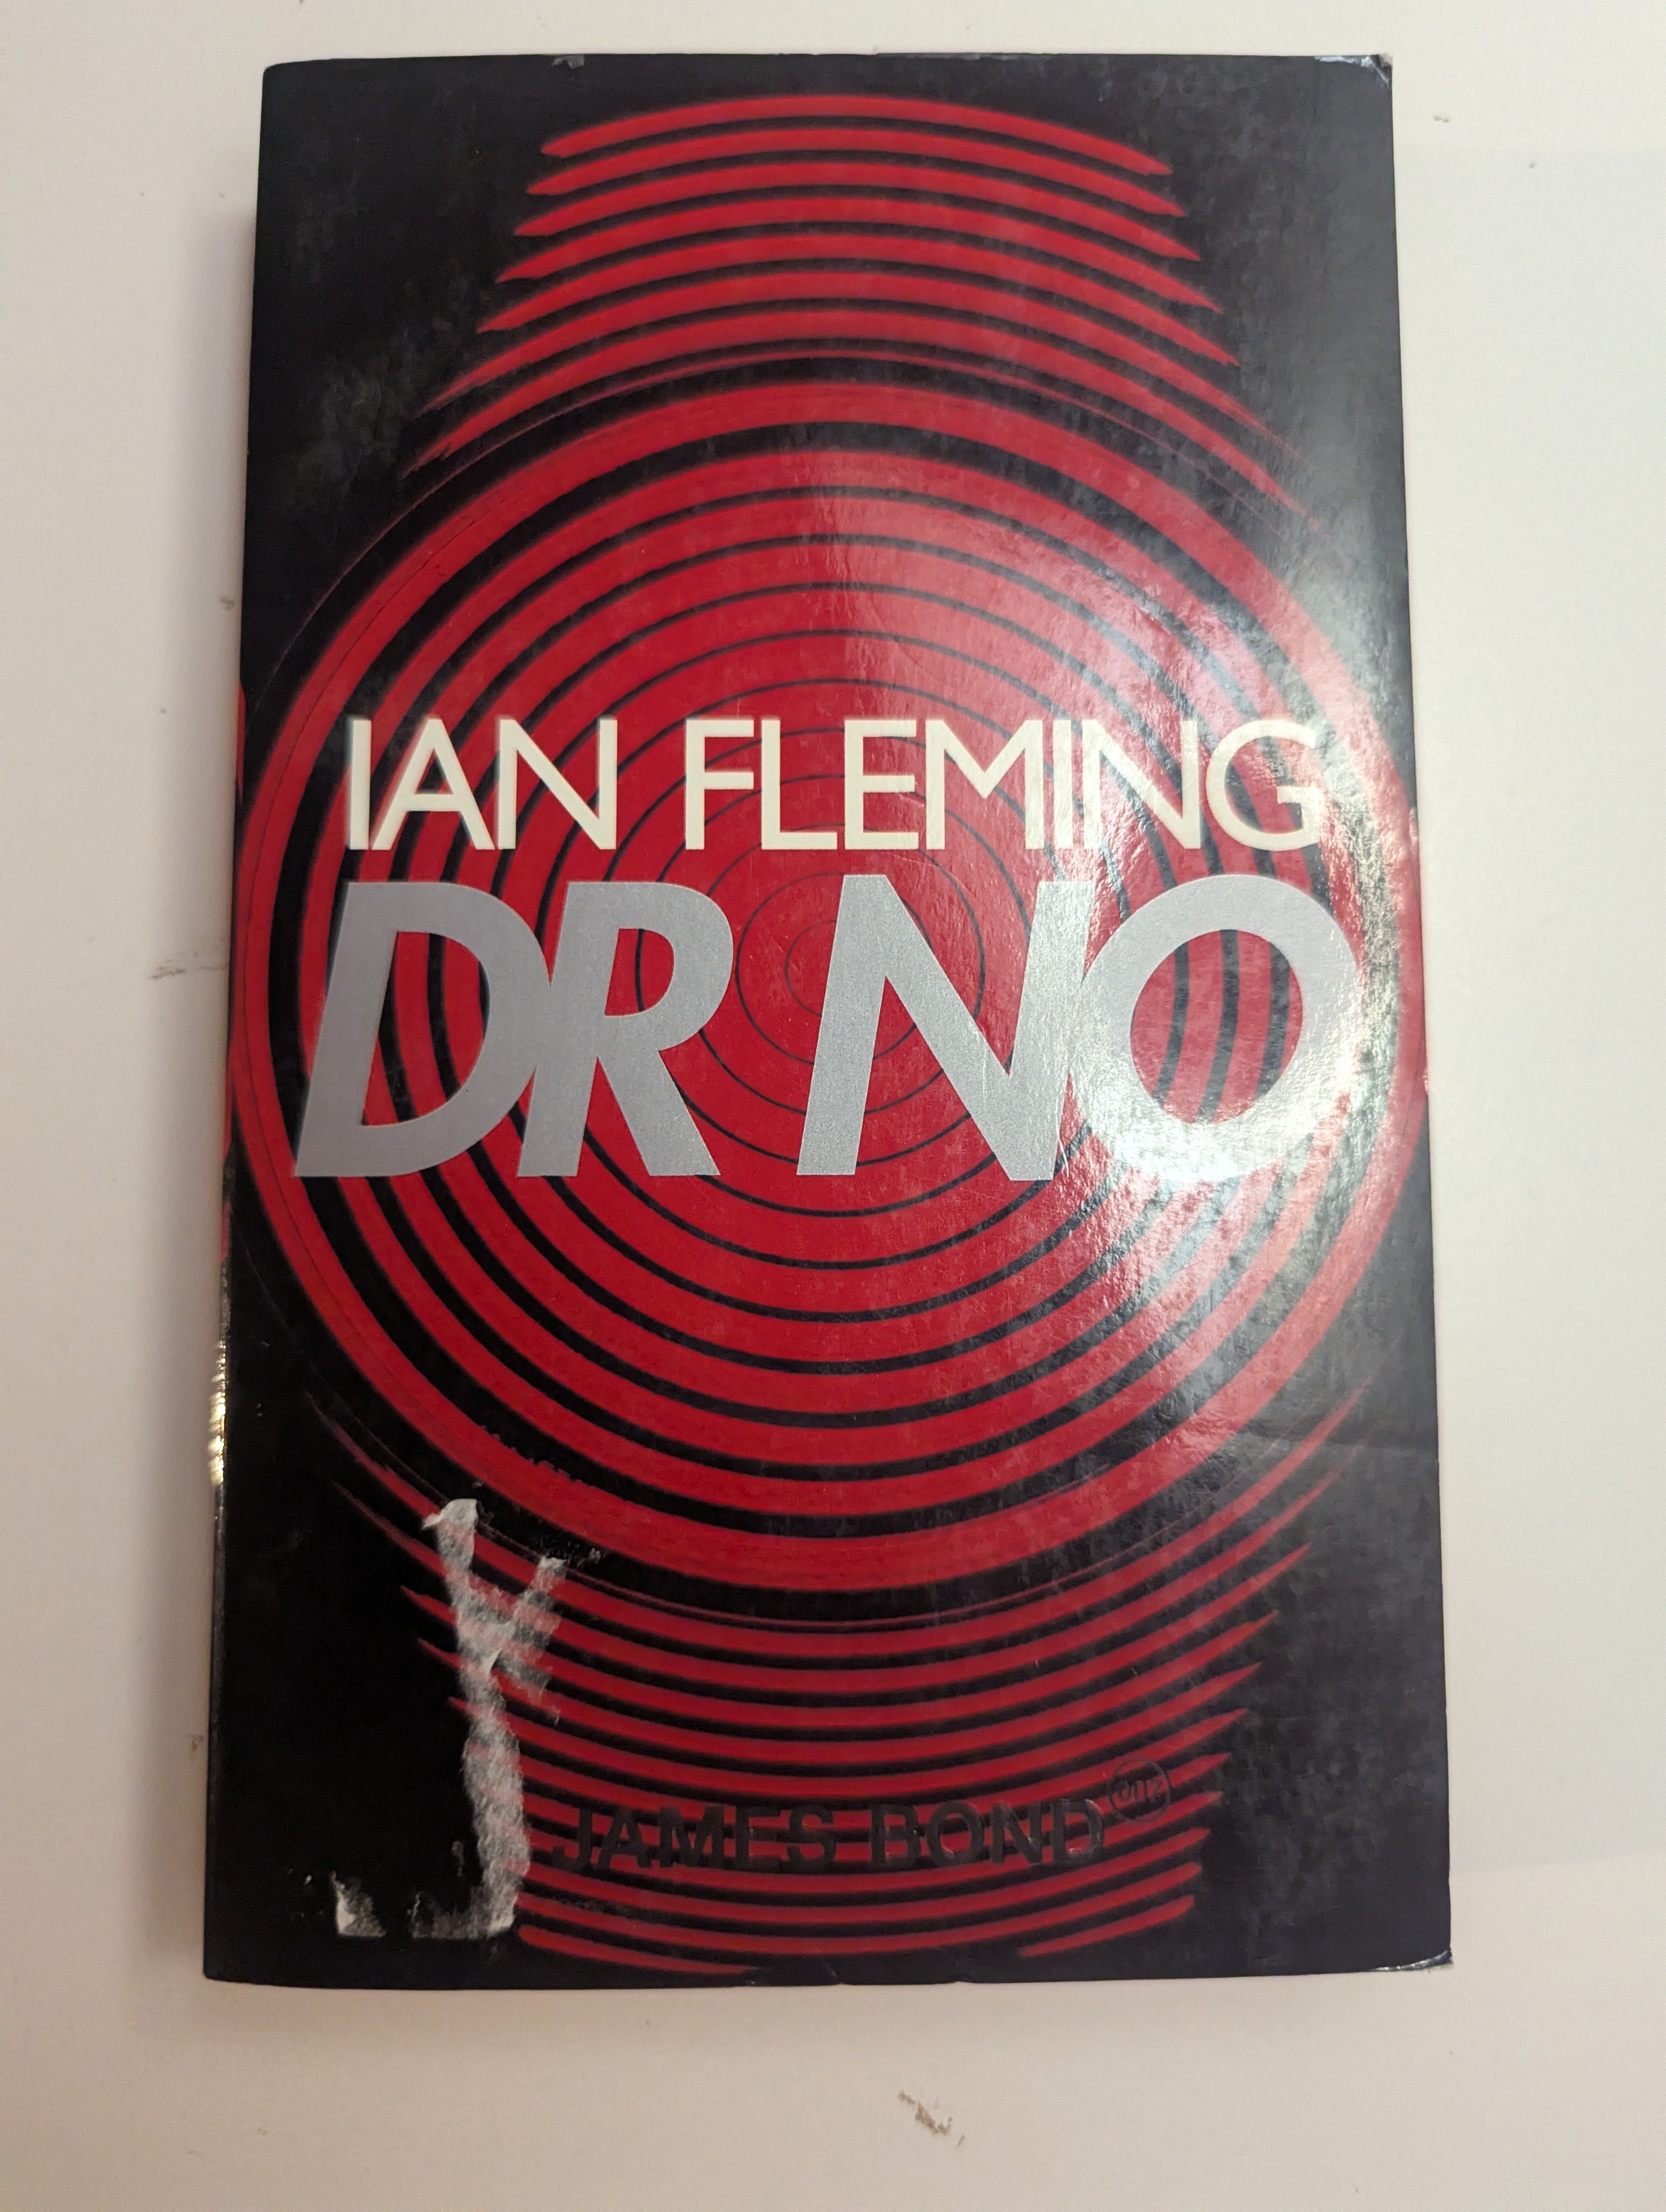 IAN FLEMING
DR NO
JAMES BOND